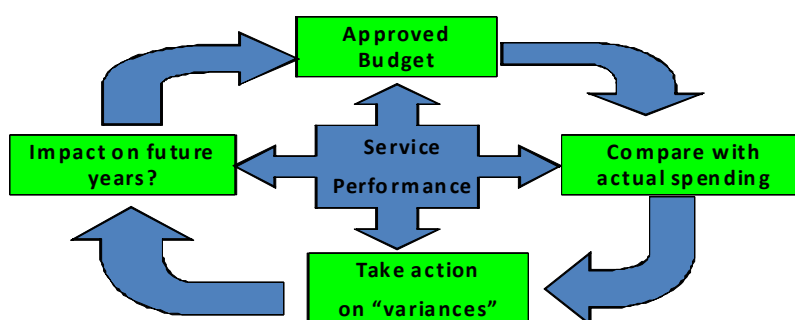 Approved
Budget
Impact on future
years?
Service
Performance
Compare with
actual spending
Take action
on “variances”